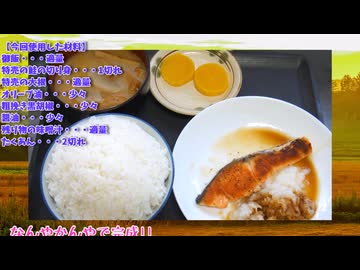 【今回使用した材料】
御飯・・・適量
特売の鮭の切り身・・・1切れ
特売の大根・・・適量
オリーブ油・・・少々
粗挽き黒胡椒・・・少々
醤油・・・少々
残り物の味噌汁・・・適量
たくあん・・・2切れ
なんやかんやで完成!!